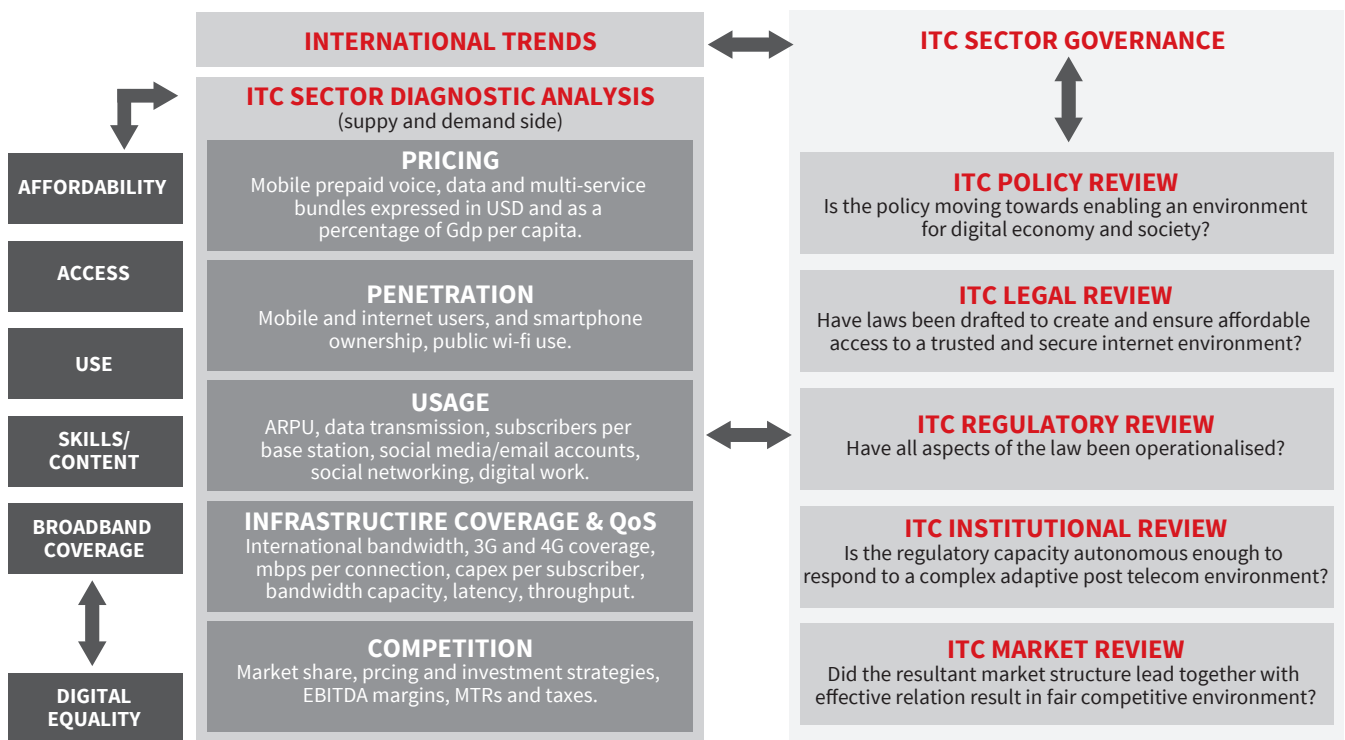 INTERNATIONAL TRENDS
ITC SECTOR DIAGNOSTIC ANALYSIS
(suppy and demand side)
AFFORDABILITY
ACCESS
USE
SKILLS/
CONTENT
BROADBAND
COVERAGE
DIGITAL
EQUALITY
PRICING
Mobile prepaid voice, data and multi-service
bundles expressed in USD and as a
percentage of Gdp per capita.
PENETRATION
Mobile and internet users, and smartphone
ownership, public wi-fi use.
USAGE
ARPU, data transmission, subscribers per
base station, social media/email accounts,
social networking, digital work.
INFRASTRUCTIRE COVERAGE & QoS
International bandwidth, 3G and 4G coverage,
mbps per connection, capex per subscriber,
bandwidth capacity, latency, throughput.
COMPETITION
Market share, prcing and investment strategies,
EBITDA margins, MTRs and taxes.
ITC SECTOR GOVERNANCE
ITC POLICY REVIEW
Is the policy moving towards enabling an environment
for digital economy and society?
ITC LEGAL REVIEW
Have laws been drafted to create and ensure affordable
access to a trusted and secure internet environment?
ITC REGULATORY REVIEW
Have all aspects of the law been operationalised?
ITC INSTITUTIONAL REVIEW
Is the regulatory capacity autonomous enough to
respond to a complex adaptive post telecom environment?
ITC MARKET REVIEW
Did the resultant market structure lead together with
effective relation result in fair competitive environment?